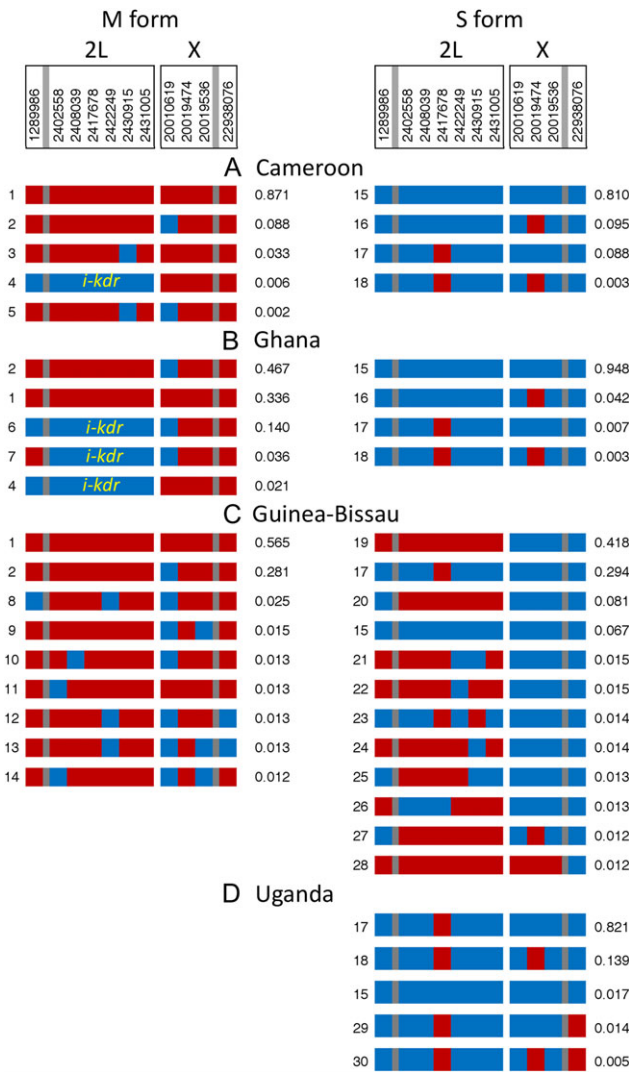 M form S form
2L X 2L X
1289986 2402558 2408039 2417678 2422249 2430915 2431005 20010619 20019474 20019536 22938076 1289986 2402558 2408039 2417678 2422249 2430915 2431005 20010619 20019474 20019536 22938076
A Cameroon
1 0.871 15 0.810
2 0.088 16 0.095
3 0.033 17 0.088
4 i-kdr 0.006 18 0.003
5 0.002
B Ghana
2 0.467 15 0.948
1 0.336 16 0.042
6 i-kdr 0.140 17 0.007
7 i-kdr 0.036 18 0.003
4 i-kdr 0.021
C Guinea-Bissau
1 0.565 19 0.418
2 0.281 17 0.294
8 0.025 20 0.081
9 0.015 15 0.067
10 0.013 21 0.015
11 0.013 22 0.015
12 0.013 23 0.014
13 0.013 24 0.014
14 0.012 25 0.013
26 0.013
27 0.012
28 0.012
D Uganda
17 0.821
18 0.139
15 0.017
29 0.014
30 0.005